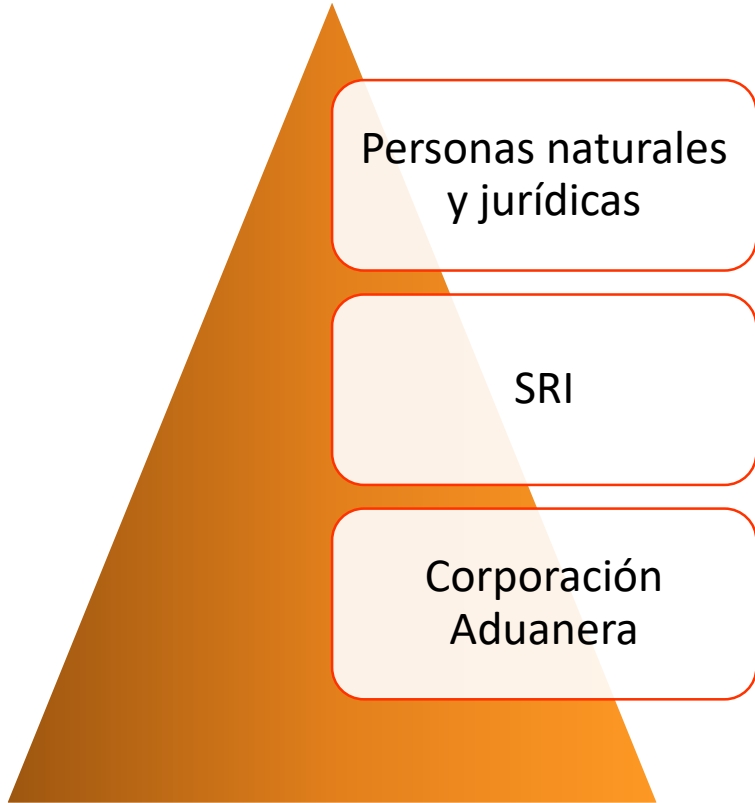 Personas naturales
y jurídicas
SRI
Corporación
Aduanera